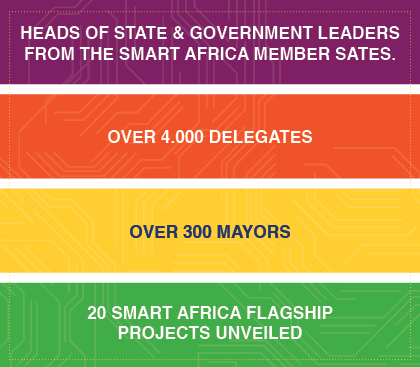 HEADS OF STATE & GOVERNMENT LEADERS
FROM THE SMART AFRICA MEMBER SATES.
OVER 4.000 DELEGATES
OVER 300 MAYORS
20 SMART AFRICA FLAGSHIP
PROJECTS UNVEILED